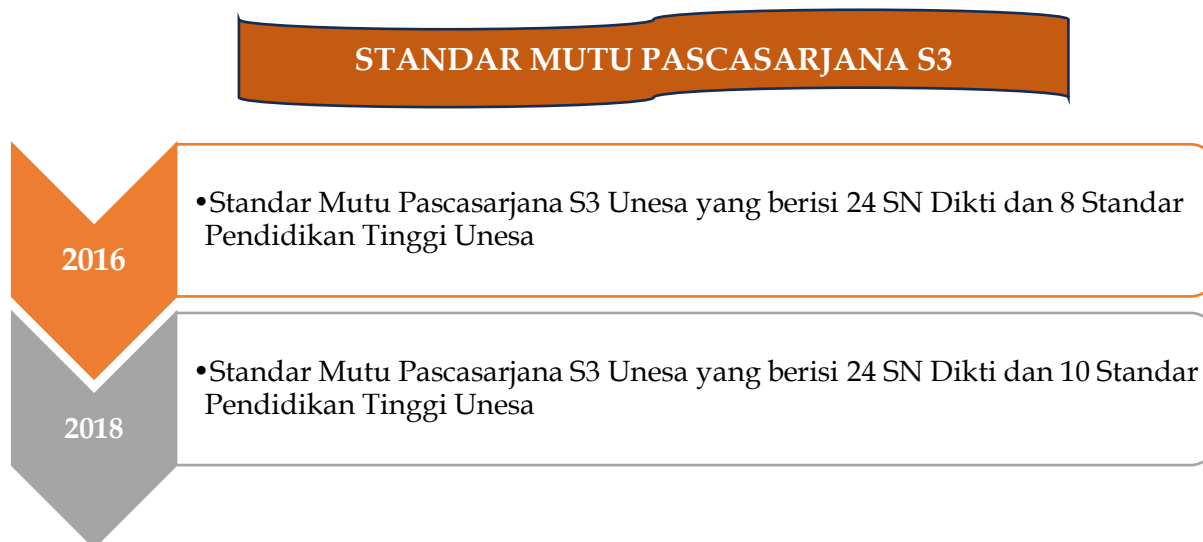 STANDAR MUTU PASCASARJANA S3
2016
•Standar Mutu Pascasarjana S3 Unesa yang berisi 24 SN Dikti dan 8 Standar
Pendidikan Tinggi Unesa
2018
•Standar Mutu Pascasarjana S3 Unesa yang berisi 24 SN Dikti dan 10 Standar
Pendidikan Tinggi Unesa